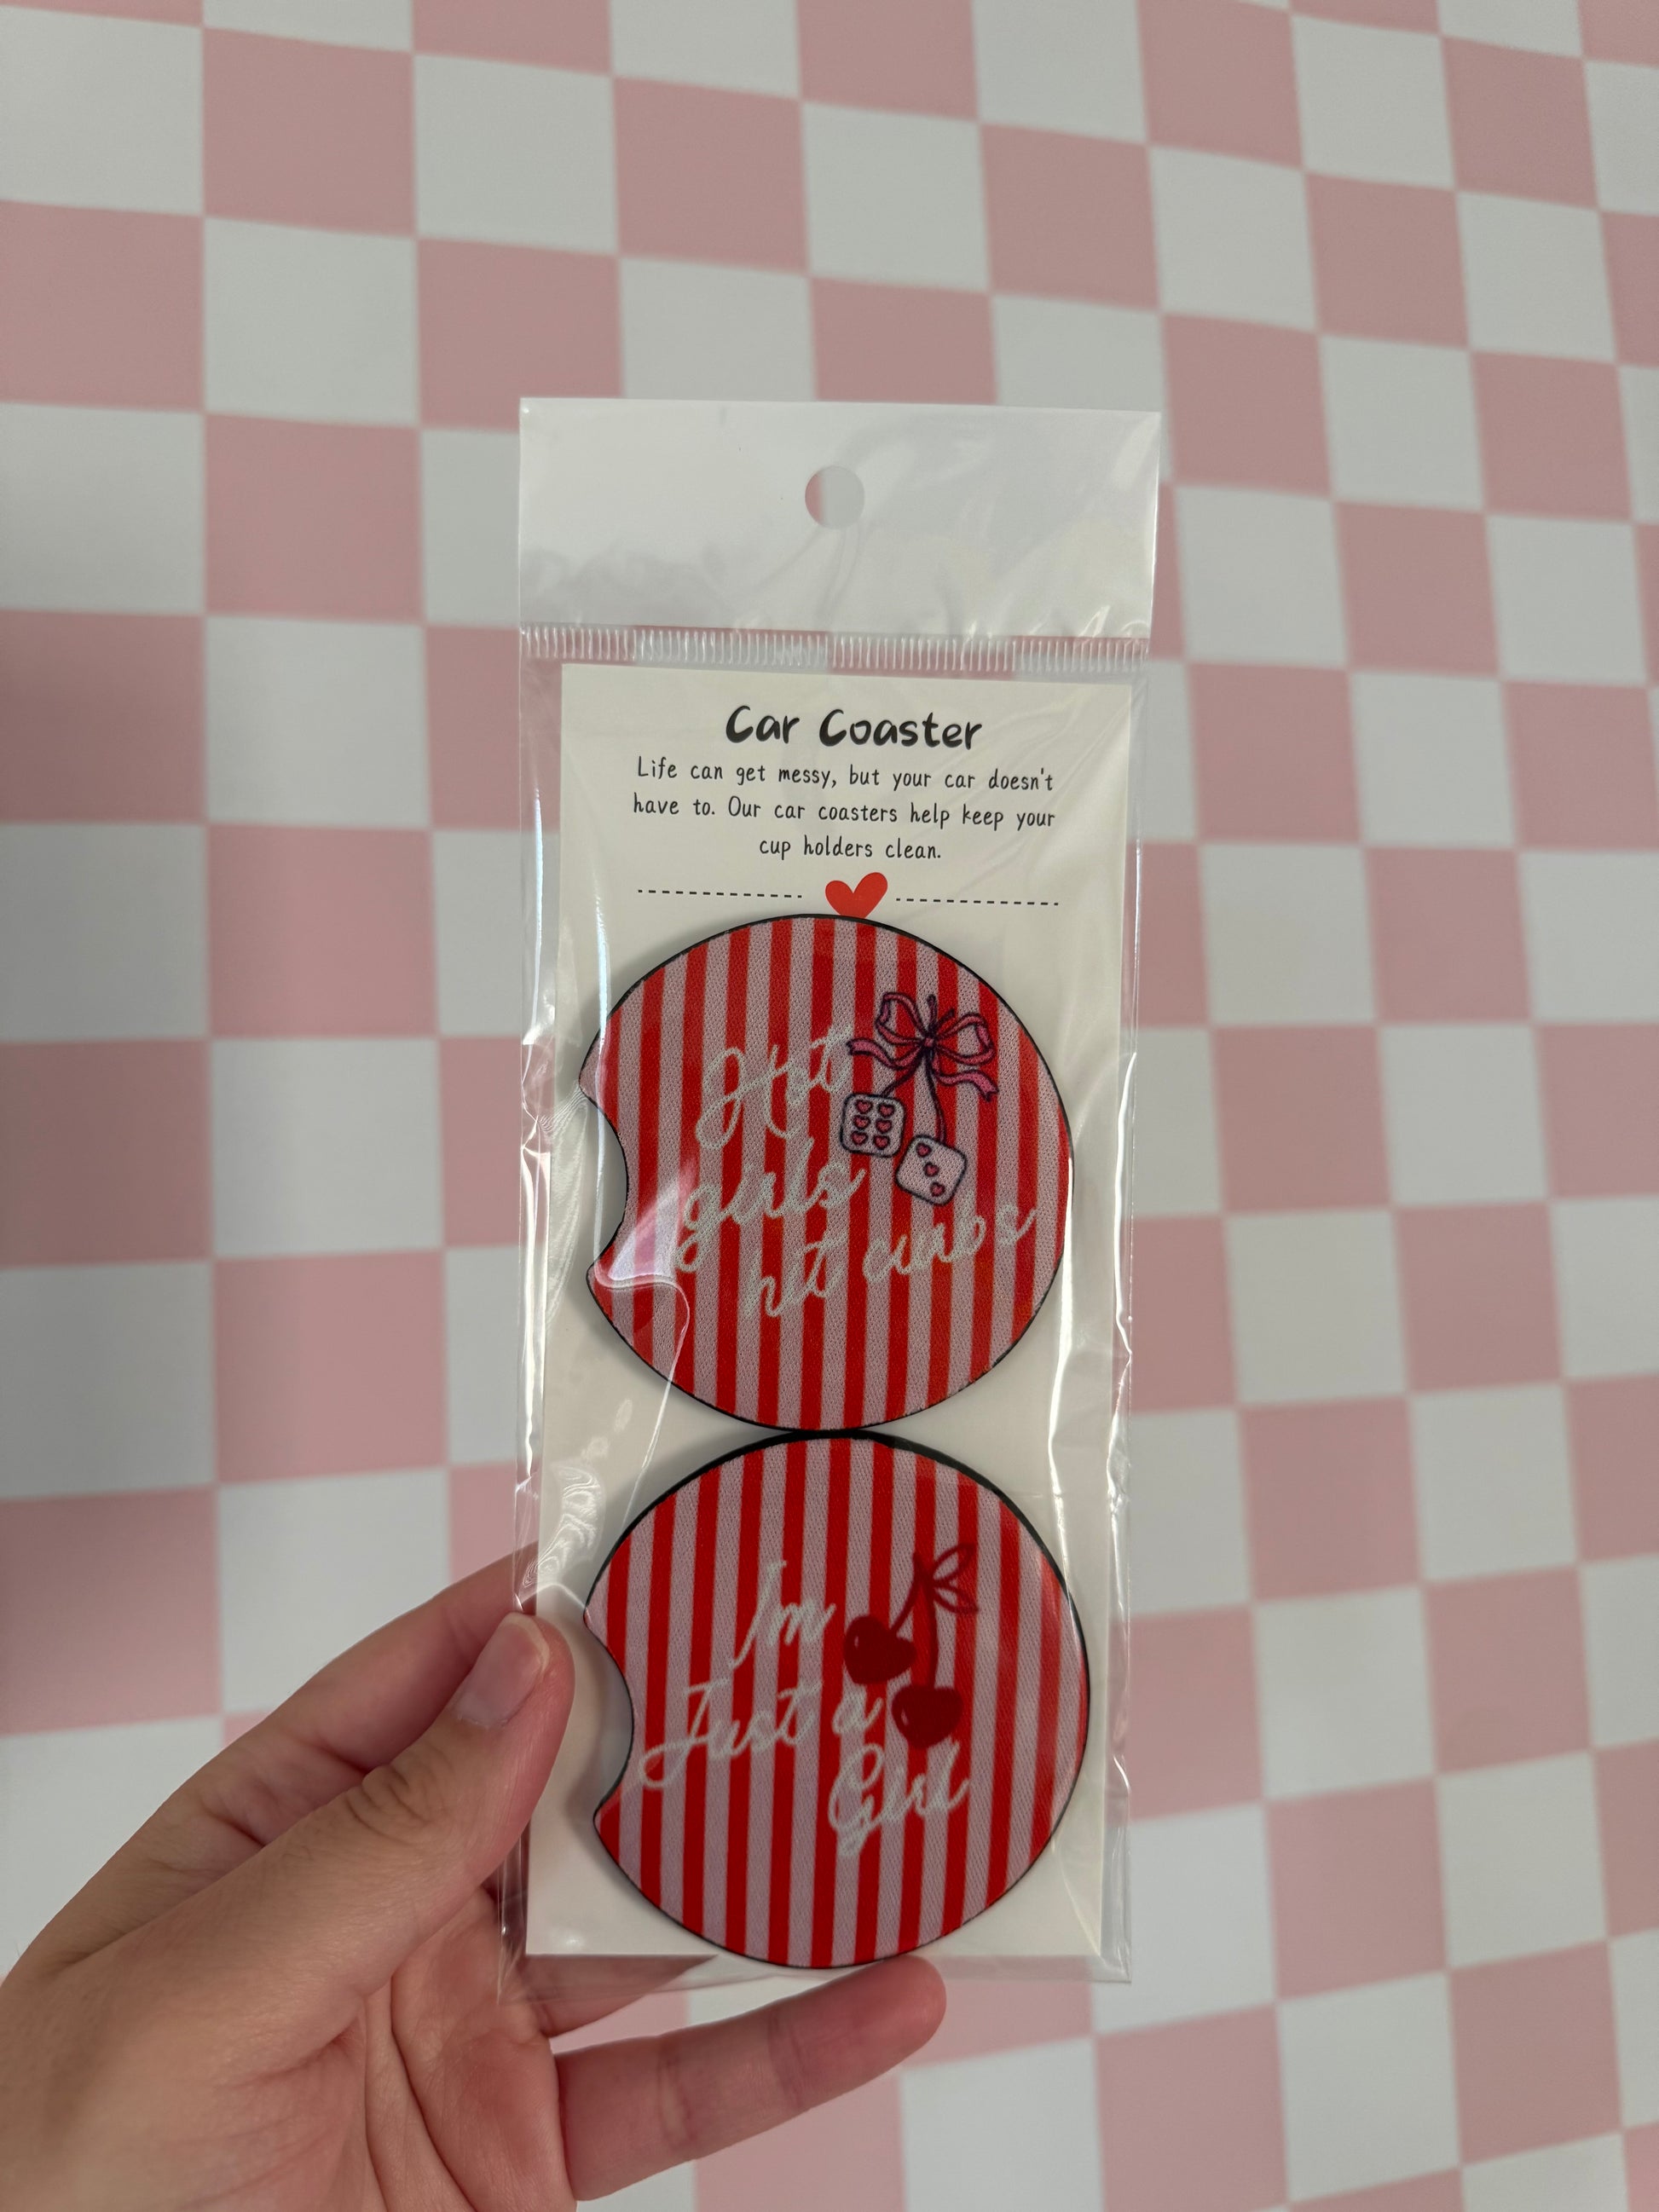 Car Coaster
Life can get messy, but your car doesn't
have to. Our car coasters help keep your
cup holders clean.
Hot
girls
hit curbs
Im
Just a
Girl